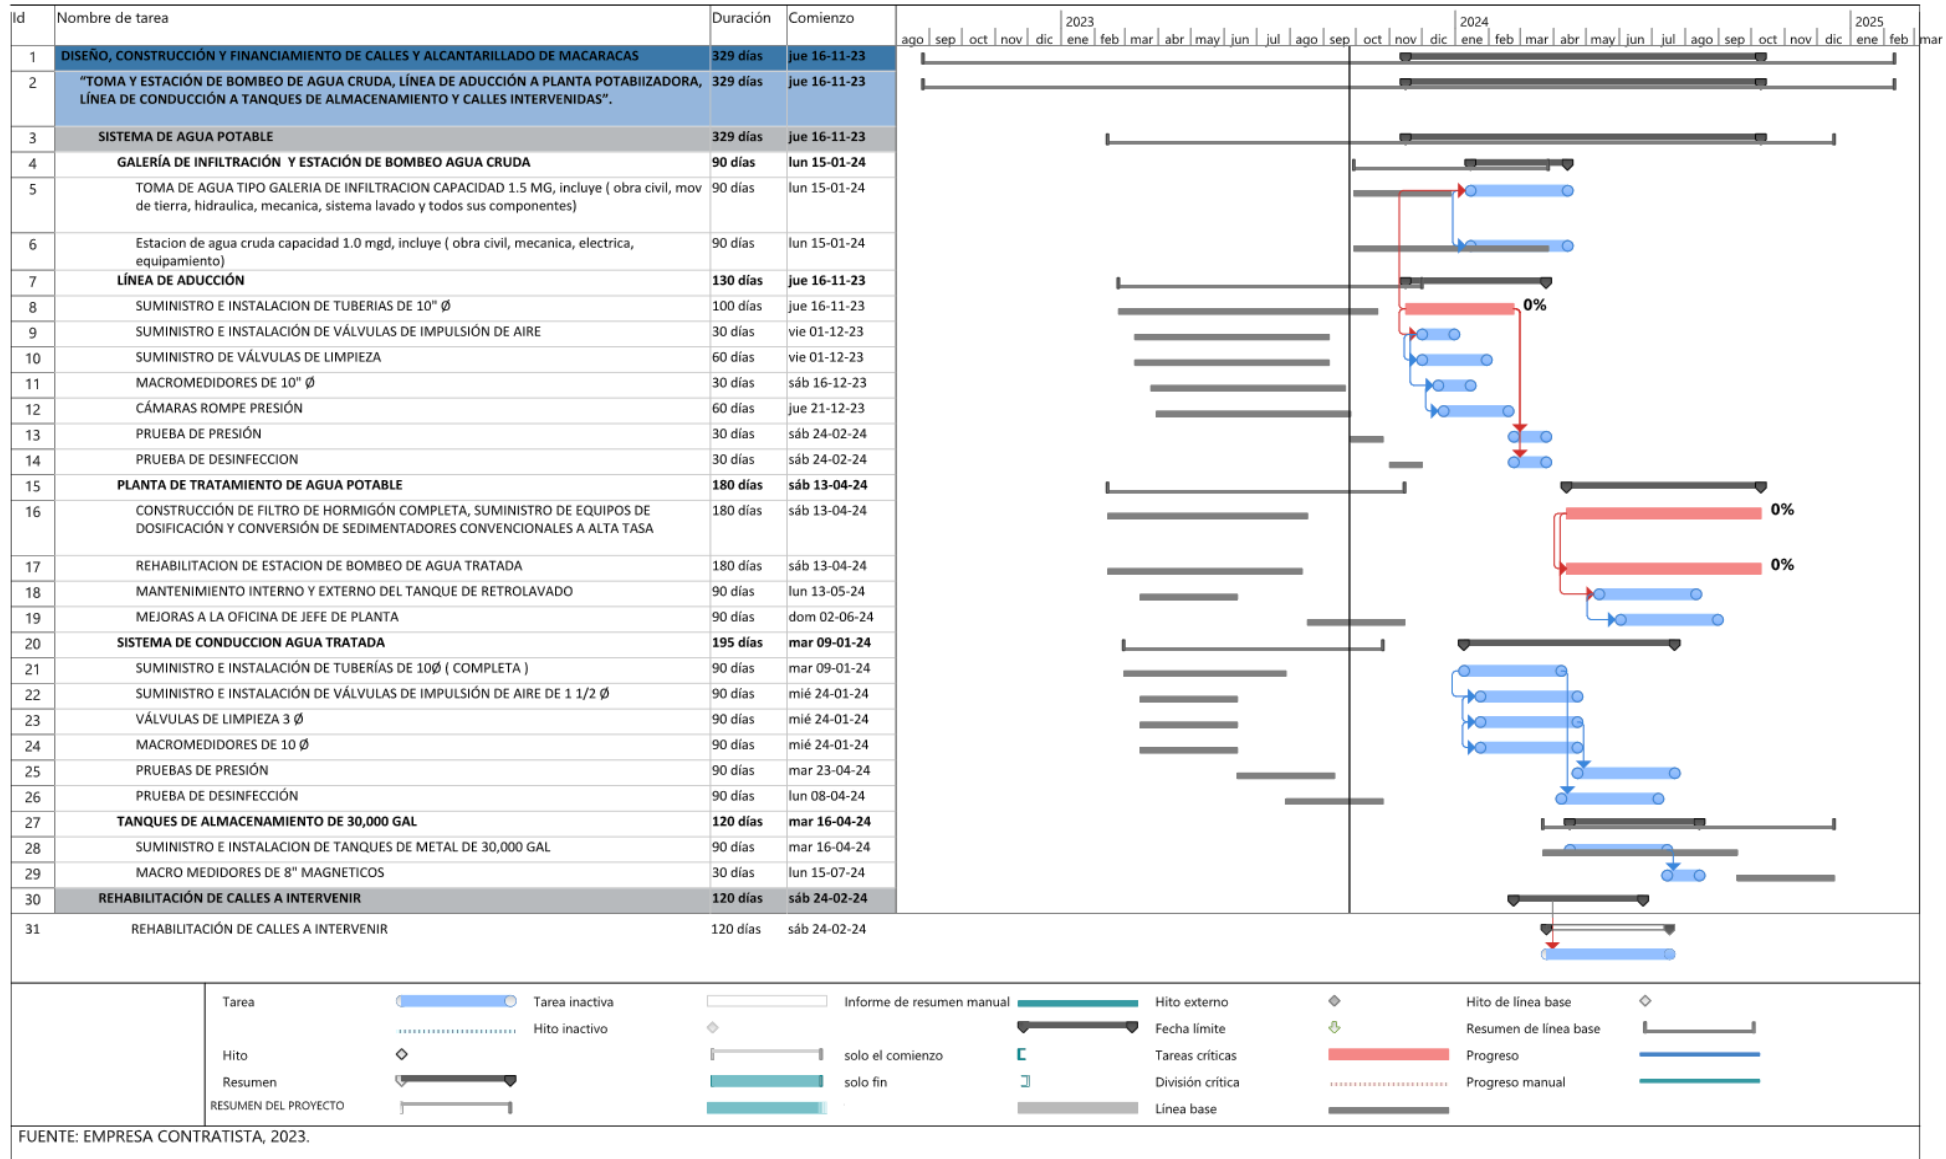 Id Nombre de tarea Duración Comienzo
2023 2024 2025
ago sep oct nov dic ene feb mar abr may jun jul ago sep oct nov dic ene feb mar abr may jun jul ago sep oct nov dic ene feb mar
1 DISEÑO, CONSTRUCCIÓN Y FINANCIAMIENTO DE CALLES Y ALCANTARILLADO DE MACARACAS 329 días jue 16-11-23
2 “TOMA Y ESTACIÓN DE BOMBEO DE AGUA CRUDA, LÍNEA DE ADUCCIÓN A PLANTA POTABIIZADORA, 329 días jue 16-11-23
LÍNEA DE CONDUCCIÓN A TANQUES DE ALMACENAMIENTO Y CALLES INTERVENIDAS”.
3 SISTEMA DE AGUA POTABLE 329 días jue 16-11-23
4 GALERÍA DE INFILTRACIÓN Y ESTACIÓN DE BOMBEO AGUA CRUDA 90 días lun 15-01-24
5 TOMA DE AGUA TIPO GALERIA DE INFILTRACION CAPACIDAD 1.5 MG, incluye ( obra civil, mov 90 días lun 15-01-24
de tierra, hidraulica, mecanica, sistema lavado y todos sus componentes)
6 Estacion de agua cruda capacidad 1.0 mgd, incluye ( obra civil, mecanica, electrica, 90 días lun 15-01-24
equipamiento)
7 LÍNEA DE ADUCCIÓN 130 días jue 16-11-23
8 SUMINISTRO E INSTALACION DE TUBERIAS DE 10" Ø 100 días jue 16-11-23 0%
9 SUMINISTRO E INSTALACIÓN DE VÁLVULAS DE IMPULSIÓN DE AIRE 30 días vie 01-12-23
10 SUMINISTRO DE VÁLVULAS DE LIMPIEZA 60 días vie 01-12-23
11 MACROMEDIDORES DE 10" Ø 30 días sáb 16-12-23
12 CÁMARAS ROMPE PRESIÓN 60 días jue 21-12-23
13 PRUEBA DE PRESIÓN 30 días sáb 24-02-24
14 PRUEBA DE DESINFECCION 30 días sáb 24-02-24
15 PLANTA DE TRATAMIENTO DE AGUA POTABLE 180 días sáb 13-04-24
16 CONSTRUCCIÓN DE FILTRO DE HORMIGÓN COMPLETA, SUMINISTRO DE EQUIPOS DE 180 días sáb 13-04-24 0%
DOSIFICACIÓN Y CONVERSIÓN DE SEDIMENTADORES CONVENCIONALES A ALTA TASA
17 REHABILITACION DE ESTACION DE BOMBEO DE AGUA TRATADA 180 días sáb 13-04-24 0%
18 MANTENIMIENTO INTERNO Y EXTERNO DEL TANQUE DE RETROLAVADO 90 días lun 13-05-24
19 MEJORAS A LA OFICINA DE JEFE DE PLANTA 90 días dom 02-06-24
20 SISTEMA DE CONDUCCION AGUA TRATADA 195 días mar 09-01-24
21 SUMINISTRO E INSTALACIÓN DE TUBERÍAS DE 10Ø ( COMPLETA ) 90 días mar 09-01-24
22 SUMINISTRO E INSTALACIÓN DE VÁLVULAS DE IMPULSIÓN DE AIRE DE 1 1/2 Ø 90 días mié 24-01-24
23 VÁLVULAS DE LIMPIEZA 3 Ø 90 días mié 24-01-24
24 MACROMEDIDORES DE 10 Ø 90 días mié 24-01-24
25 PRUEBAS DE PRESIÓN 90 días mar 23-04-24
26 PRUEBA DE DESINFECCIÓN 90 días lun 08-04-24
27 TANQUES DE ALMACENAMIENTO DE 30,000 GAL 120 días mar 16-04-24
28 SUMINISTRO E INSTALACION DE TANQUES DE METAL DE 30,000 GAL 90 días mar 16-04-24
29 MACRO MEDIDORES DE 8" MAGNETICOS 30 días lun 15-07-24
30 REHABILITACIÓN DE CALLES A INTERVENIR 120 días sáb 24-02-24
31 REHABILITACIÓN DE CALLES A INTERVENIR 120 días sáb 24-02-24
Tarea Tarea inactiva Informe de resumen manual Hito externo Hito de línea base
Hito inactivo Fecha límite Resumen de línea base
Hito solo el comienzo Tareas críticas Progreso
Resumen solo fin División crítica Progreso manual
RESUMEN DEL PROYECTO Línea base
FUENTE: EMPRESA CONTRATISTA, 2023.